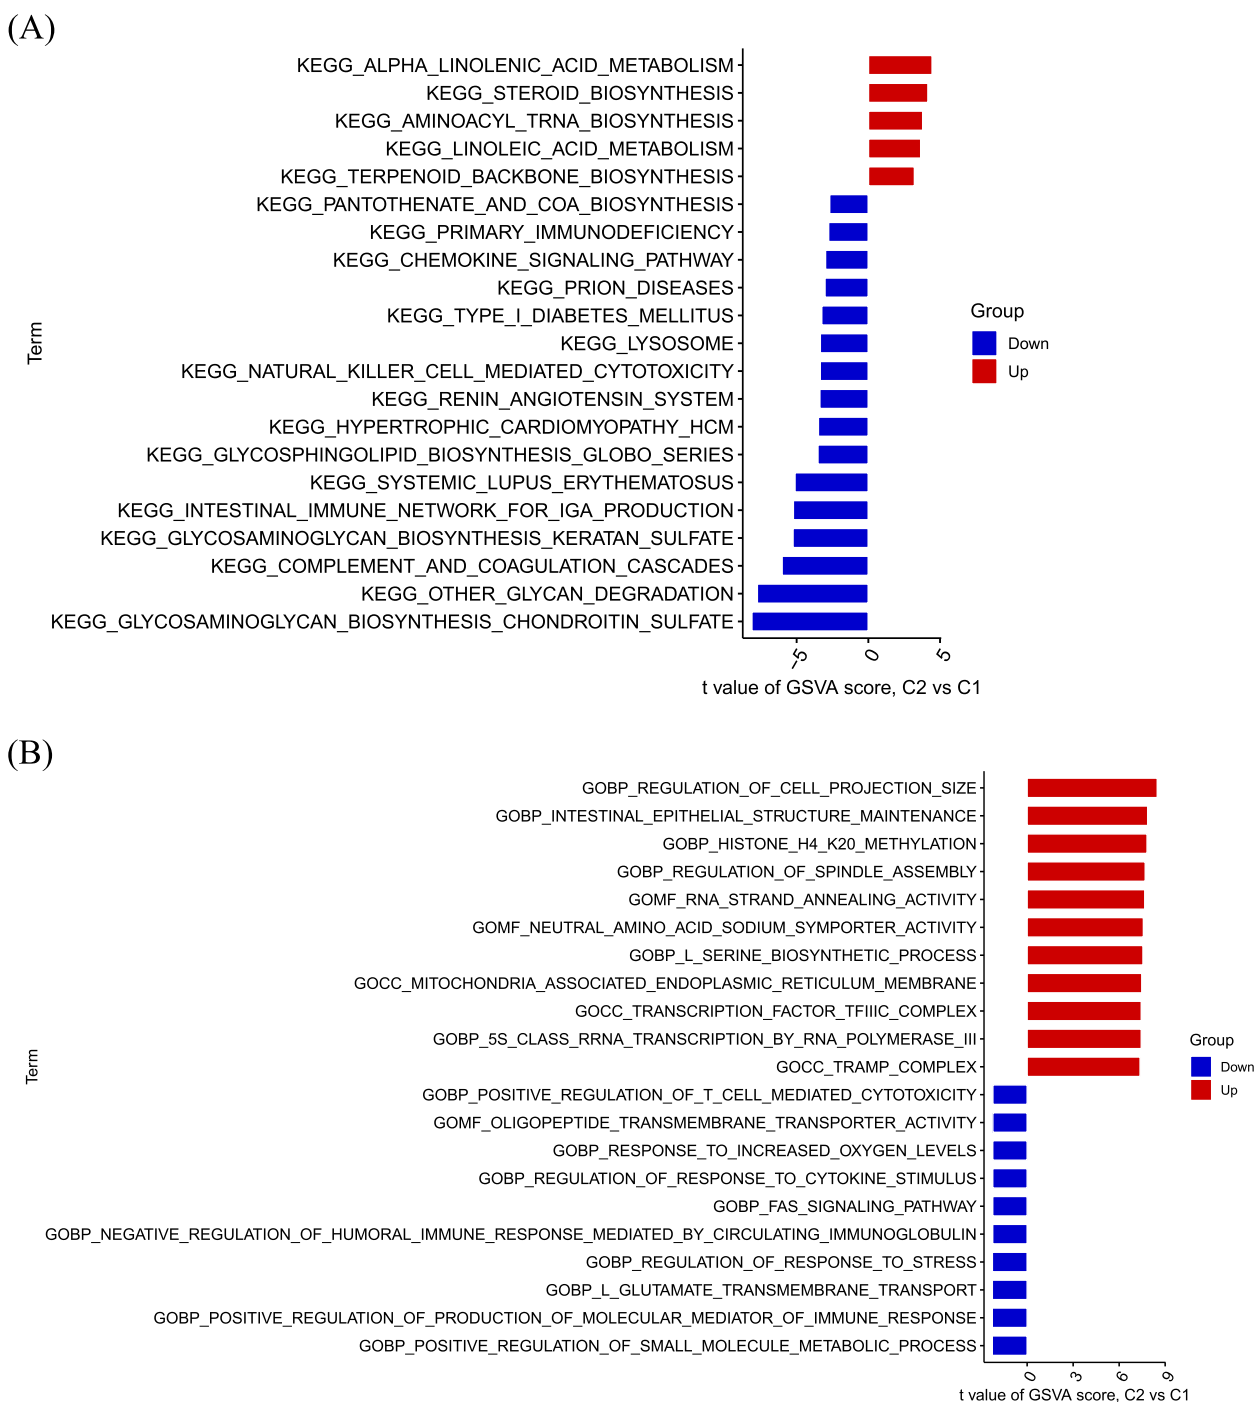 (A)
KEGG_ALPHA_LINOLENIC_ACID_METABOLISM
KEGG_STEROID_BIOSYNTHESIS
KEGG_AMINOACYL_TRNA_BIOSYNTHESIS
KEGG_LINOLEIC_ACID_METABOLISM
KEGG_TERPENOID_BACKBONE_BIOSYNTHESIS
KEGG_PANTOTHENATE_AND_COA_BIOSYNTHESIS
KEGG_PRIMARY_IMMUNODEFICIENCY
KEGG_CHEMOKINE_SIGNALING_PATHWAY
KEGG_PRION_DISEASES
KEGG_TYPE_I_DIABETES_MELLITUS
KEGG_LYSOSOME
KEGG_NATURAL_KILLER_CELL_MEDIATED_CYTOTOXICITY
KEGG_RENIN_ANGIOTENSIN_SYSTEM
KEGG_HYPERTROPHIC_CARDIOMYOPATHY_HCM
KEGG_GLYCOSPHINGOLIPID_BIOSYNTHESIS_GLOBO_SERIES
KEGG_SYSTEMIC_LUPUS_ERYTHEMATOSUS
KEGG_INTESTINAL_IMMUNE_NETWORK_FOR_IGA_PRODUCTION
KEGG_GLYCOSAMINOGLYCAN_BIOSYNTHESIS_KERATAN_SULFATE
KEGG_COMPLEMENT_AND_COAGULATION_CASCADES
KEGG_OTHER_GLYCAN_DEGRADATION
KEGG_GLYCOSAMINOGLYCAN_BIOSYNTHESIS_CHONDROITIN_SULFATE
Term
-5 0 5
t value of GSVA score, C2 vs C1
Group
Down
Up
(B)
GOBP_REGULATION_OF_CELL_PROJECTION_SIZE
GOBP_INTESTINAL_EPITHELIAL_STRUCTURE_MAINTENANCE
GOBP_HISTONE_H4_K20_METHYLATION
GOBP_REGULATION_OF_SPINDLE_ASSEMBLY
GOMF_RNA_STRAND_ANNEALING_ACTIVITY
GOMF_NEUTRAL_AMINO_ACID_SODIUM_SYMPORTER_ACTIVITY
GOBP_L_SERINE_BIOSYNTHETIC_PROCESS
GOCC_MITOCHONDRIA_ASSOCIATED_ENDOPLASMIC_RETICULUM_MEMBRANE
GOCC_TRANSCRIPTION_FACTOR_TFIIIC_COMPLEX
GOBP_5S_CLASS_RRNA_TRANSCRIPTION_BY_RNA_POLYMERASE_III
GOCC_TRAMP_COMPLEX
GOBP_POSITIVE_REGULATION_OF_T_CELL_MEDIATED_CYTOTOXICITY
GOMF_OLIGOPEPTIDE_TRANSMEMBRANE_TRANSPORTER_ACTIVITY
GOBP_RESPONSE_TO_INCREASED_OXYGEN_LEVELS
GOBP_REGULATION_OF_RESPONSE_TO_CYTOKINE_STIMULUS
GOBP_FAS_SIGNALING_PATHWAY
GOBP_NEGATIVE_REGULATION_OF_HUMORAL_IMMUNE_RESPONSE_MEDIATED_BY_CIRCULATING_IMMUNOGLOBULIN
GOBP_REGULATION_OF_RESPONSE_TO_STRESS
GOBP_L_GLUTAMATE_TRANSMEMBRANE_TRANSPORT
GOBP_POSITIVE_REGULATION_OF_PRODUCTION_OF_MOLECULAR_MEDIATOR_OF_IMMUNE_RESPONSE
GOBP_POSITIVE_REGULATION_OF_SMALL_MOLECULE_METABOLIC_PROCESS
Term
0 3 6 9
t value of GSVA score, C2 vs C1
Group
Down
Up